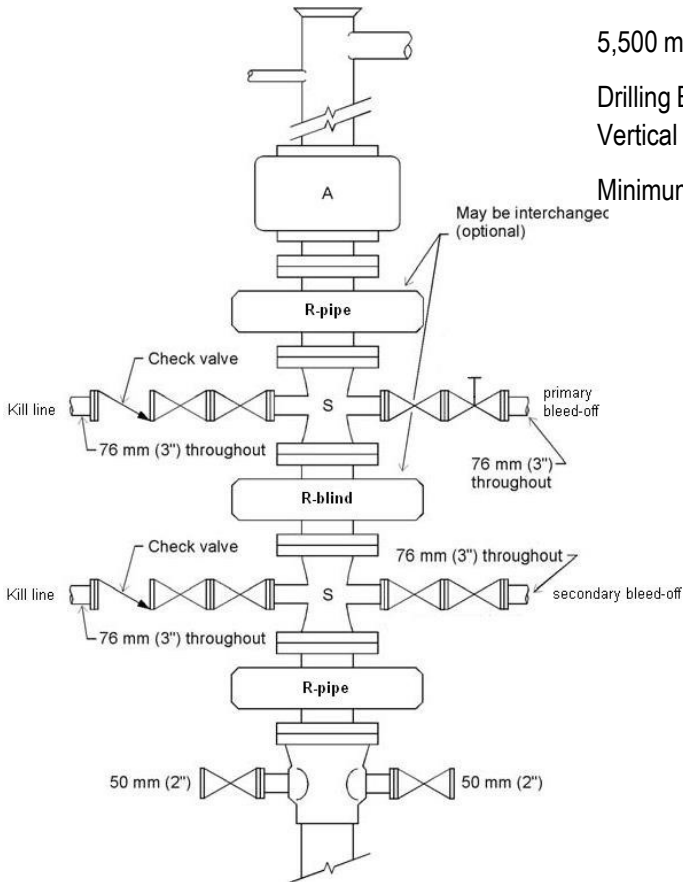 5,500 m
Drilling
Vertical
Minimum
A
May be interchanged
(optional)
R-pipe
Check valve
Kill line
S
primary
bleed-off
76 mm (3") throughout
76 mm (3")
throughout
R-blind
Check valve
76 mm (3") throughout
Kill line
S
secondary bleed-off
76 mm (3") throughout
R-pipe
50 mm (2")
50 mm (2")